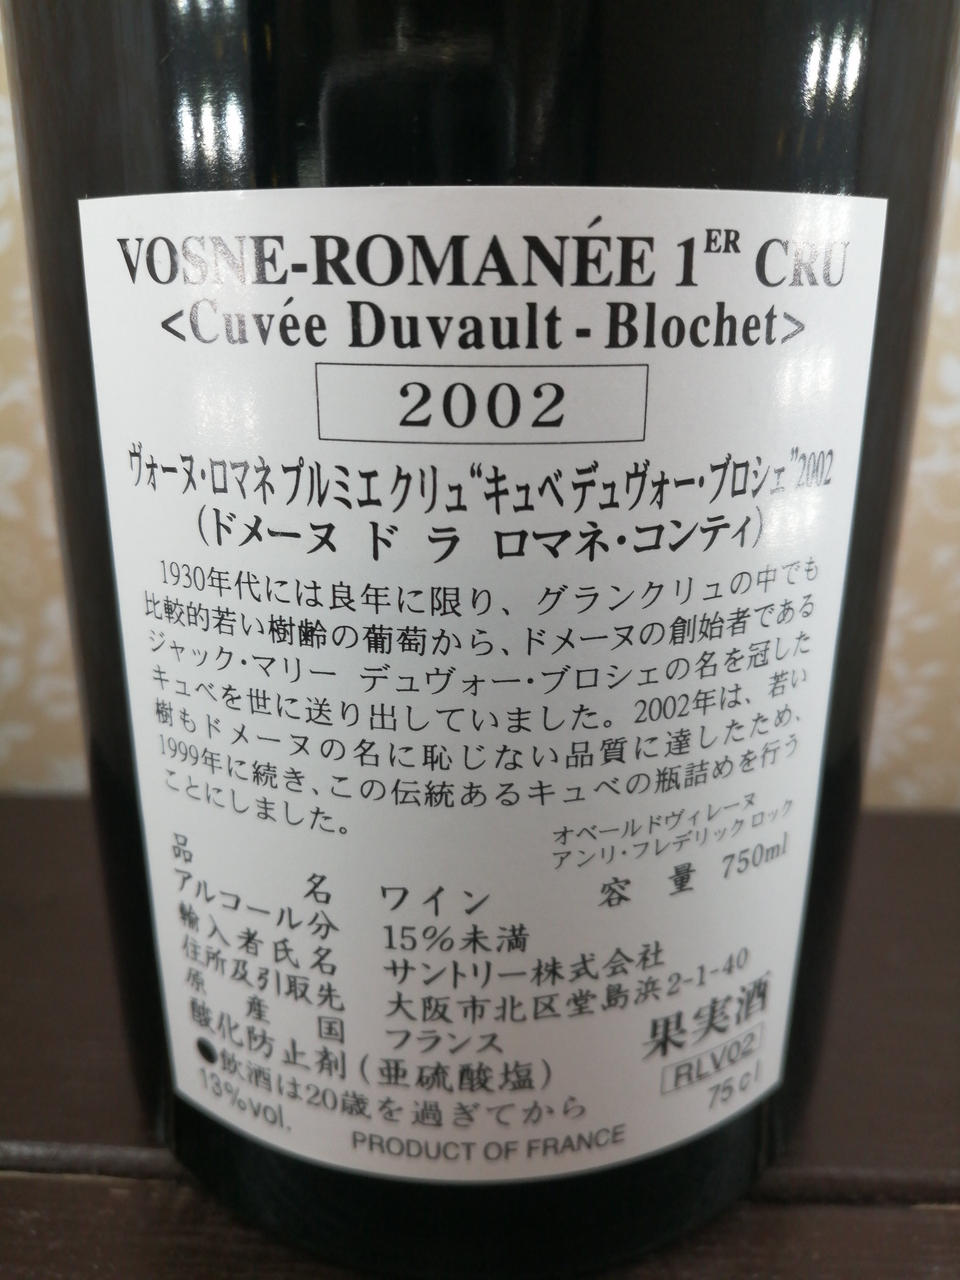 VOSNE-ROMANÉE 1ER CRU
<Cuvée Duvault - Blochet>
2002
ヴォーヌ・ロマネ プルミエ クリュ“キュベ デュヴォー・ブロシェ”2002
(ドメーヌ ド ラ ロマネ・コンティ)
1930年代には良年に限り、グランクリュの中でも
比較的若い樹齢の葡萄から、ドメーヌの創始者である
ジャック・マリー デュヴォー・ブロシェの名を冠した
キュベを世に送り出していました。2002年は、若い
樹もドメーヌの名に恥じない品質に達したため、
1999年に続き、この伝統あるキュベの瓶詰めを行う
ことにしました。
オベール ド ヴィレーヌ
アンリ・フレデリック ロック
品名 ワイン 容量 750ml
アルコール分 15%未満
輸入者氏名 サントリー株式会社
住所及引取先 大阪市北区堂島浜2-1-40
原産国 フランス 果実酒
酸化防止剤(亜硫酸塩) RLV02
●飲酒は20歳を過ぎてから 75cl
13%vol. PRODUCT OF FRANCE